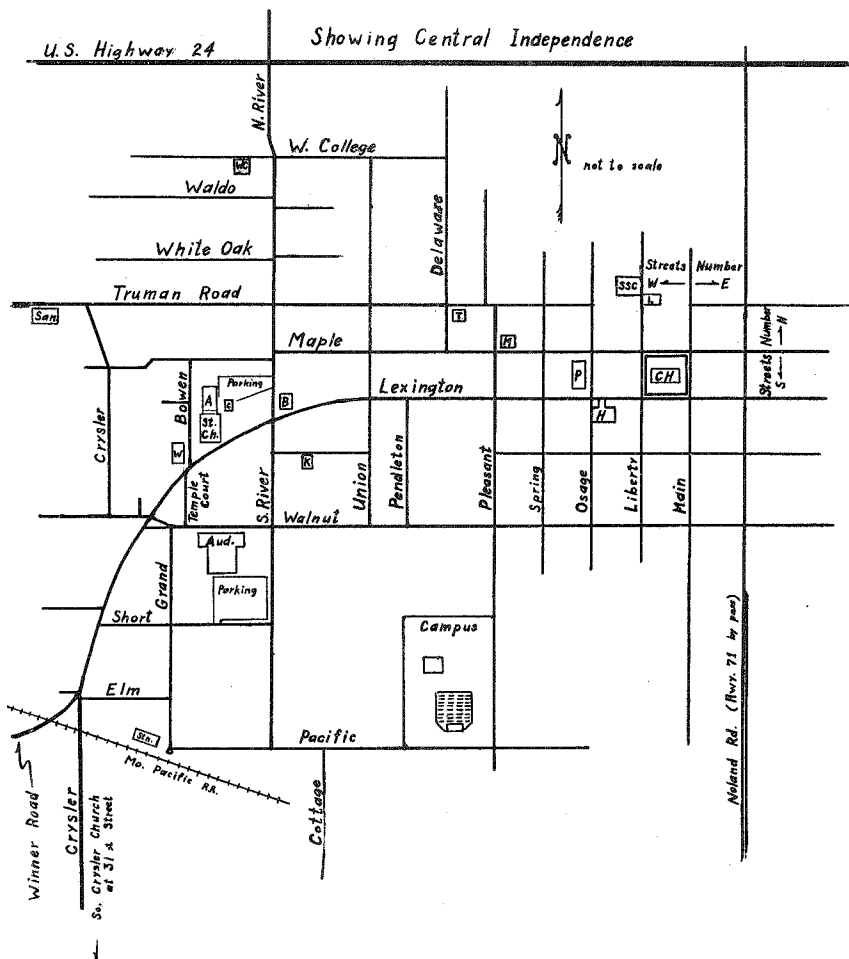 Showing Central Independence
U.S. Highway 24
N. River
W. College
N
not to scale
WC
Waldo
Delaware
White Oak
Streets Number
W E
SSC
L
Truman Road
San
T
Streets Number
S N
Maple
M
Parking
P
CH
Lexington
Bowen
A
C
B
St. Ch.
H
Crysler
W
K
Temple Court
S. River
Union
Pendleton
Pleasant
Spring
Osage
Liberty
Main
Walnut
Aud.
Grand
Parking
Short
Campus
Elm
Noland Rd. (Hwy. 71 by pass)
Stn.
Pacific
Mo. Pacific RR.
Winner Road
Crysler
So. Crysler Church
at 31 st Street
Cottage